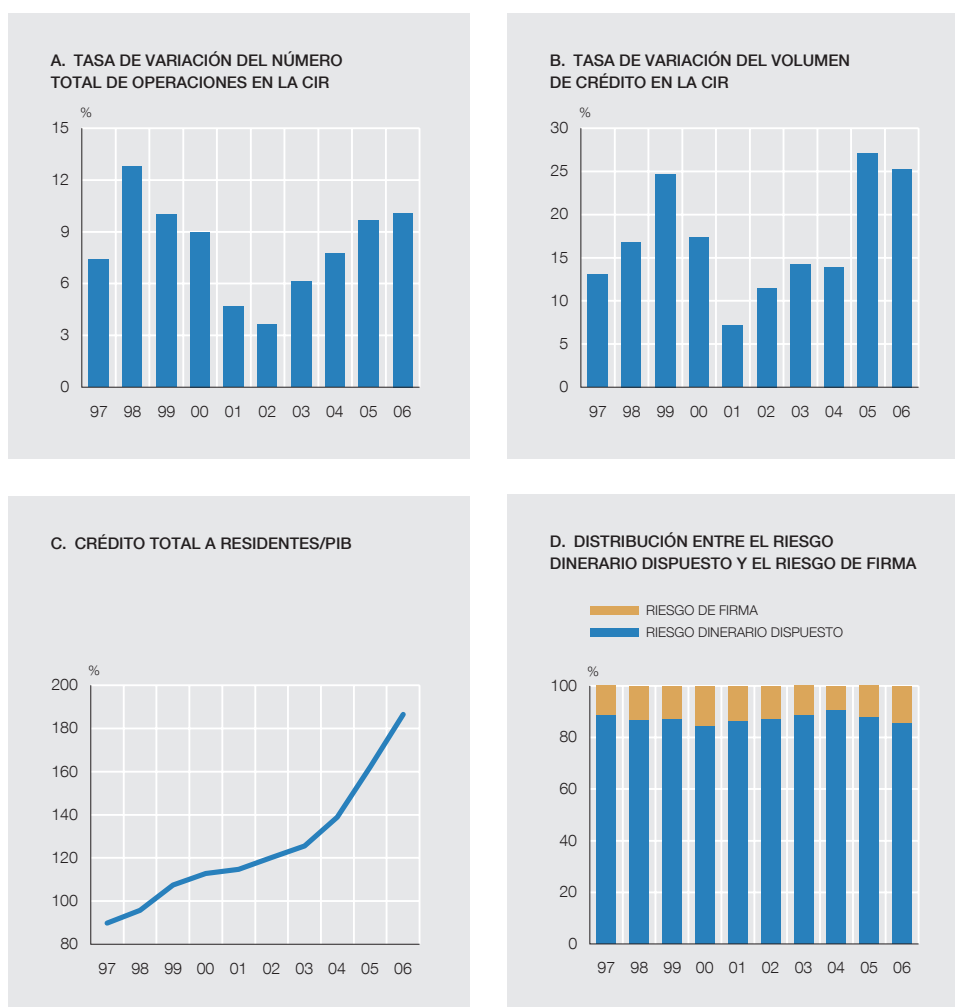 A. TASA DE VARIACIÓN DEL NÚMERO
TOTAL DE OPERACIONES EN LA CIR
%
15
12
9
6
3
0
97 98 99 00 01 02 03 04 05 06
B. TASA DE VARIACIÓN DEL VOLUMEN
DE CRÉDITO EN LA CIR
%
30
25
20
15
10
5
0
97 98 99 00 01 02 03 04 05 06
C. CRÉDITO TOTAL A RESIDENTES/PIB
%
200
180
160
140
120
100
80
97 98 99 00 01 02 03 04 05 06
D. DISTRIBUCIÓN ENTRE EL RIESGO
DINERARIO DISPUESTO Y EL RIESGO DE FIRMA
RIESGO DE FIRMA
RIESGO DINERARIO DISPUESTO
%
100
80
60
40
20
0
97 98 99 00 01 02 03 04 05 06